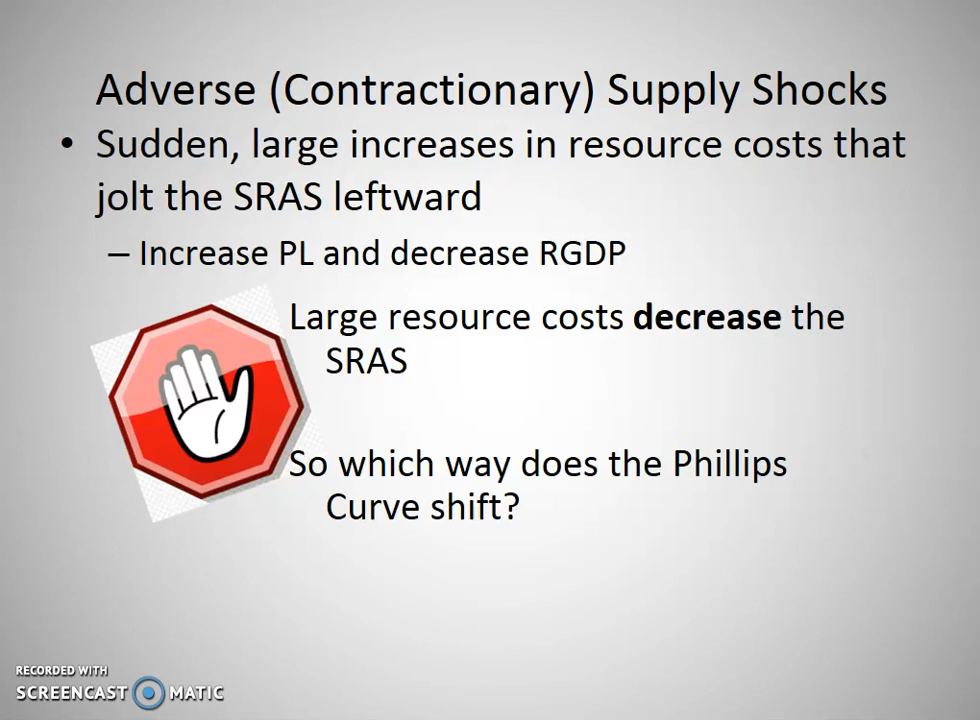 Adverse (Contractionary) Supply Shocks
• Sudden, large increases in resource costs that
jolt the SRAS leftward
– Increase PL and decrease RGDP
Large resource costs decrease the
SRAS
So which way does the Phillips
Curve shift?
RECORDED WITH
SCREENCAST MATIC